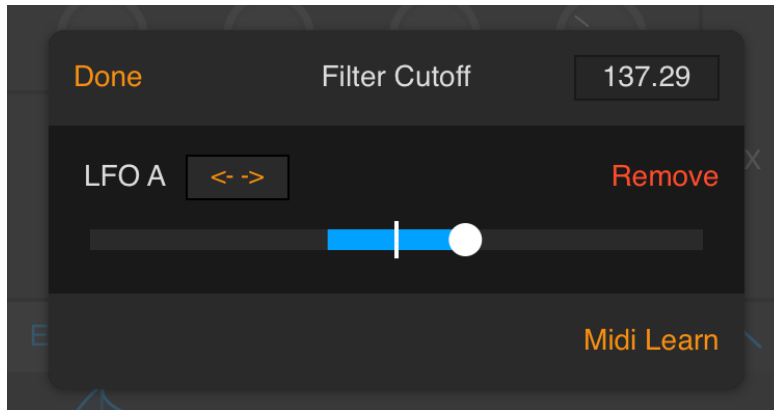 Done Filter Cutoff 137.29
X
LFO A <- -> Remove
E
Midi Learn